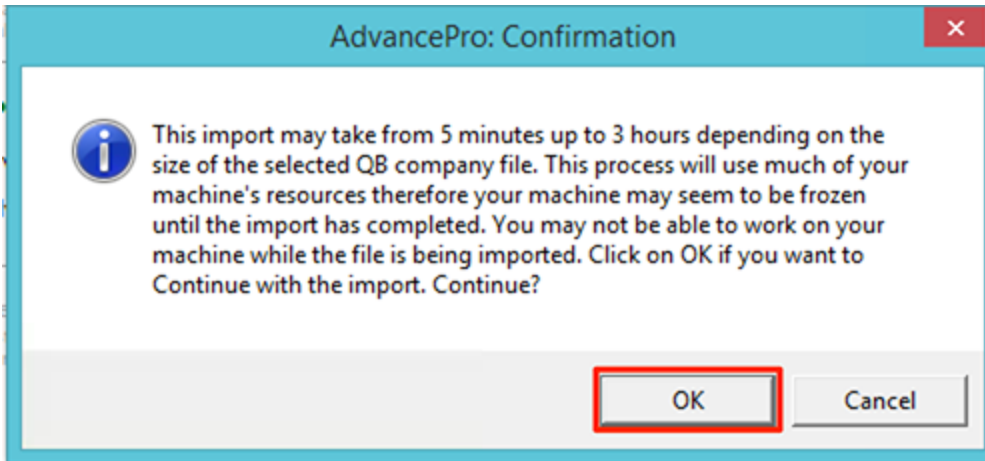 AdvancePro: Confirmation
This import may take from 5 minutes up to 3 hours depending on the
size of the selected QB company file. This process will use much of your
machine's resources therefore your machine may seem to be frozen
until the import has completed. You may not be able to work on your
machine while the file is being imported. Click on OK if you want to
Continue with the import. Continue?
OK
Cancel